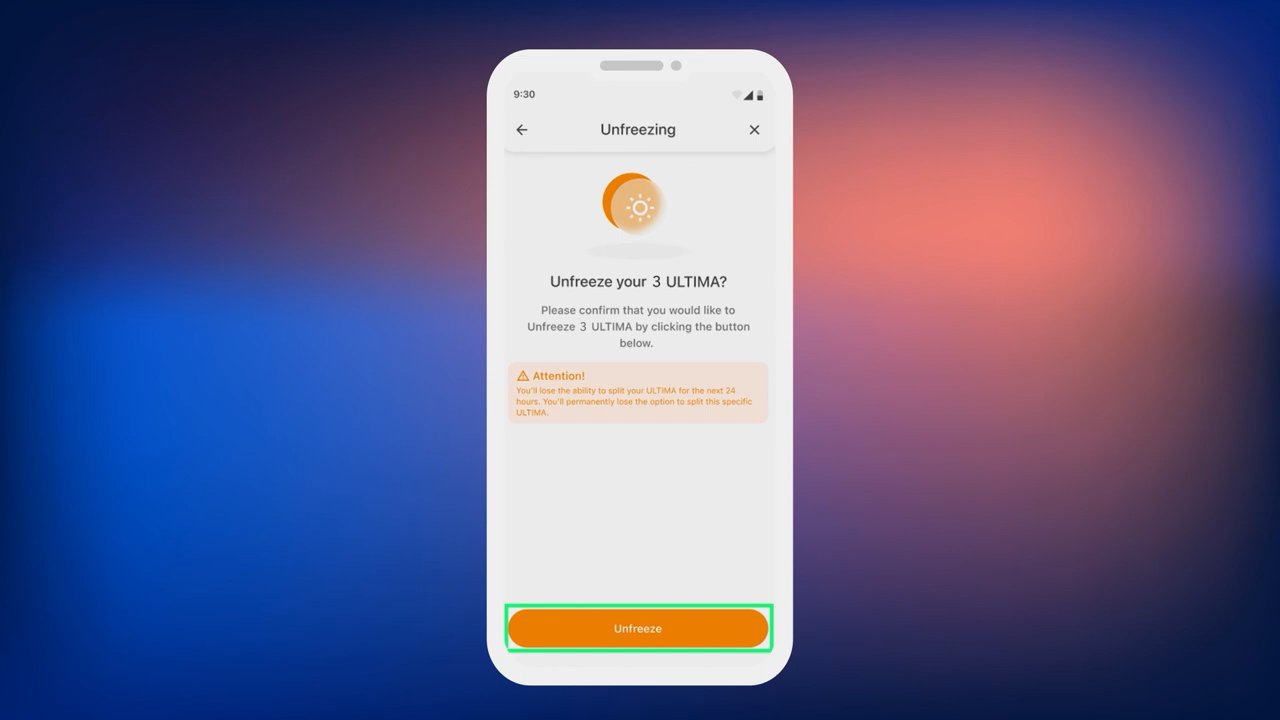 9:30
Unfreezing
Unfreeze your 3 ULTIMA?
Please confirm that you would like to
Unfreeze 3 ULTIMA by clicking the button
below.
Attention!
You'll lose the ability to split your ULTIMA for the next 24
hours. You'll permanently lose the option to split this specific
ULTIMA.
Unfreeze